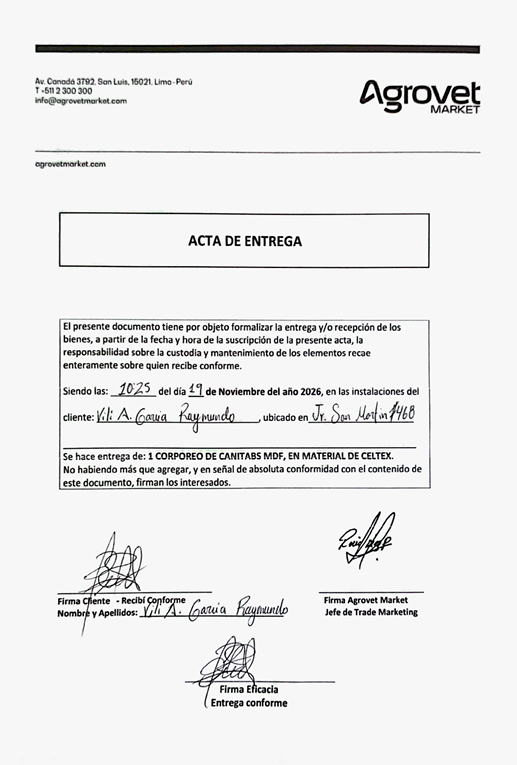 Av. Canadá 3792, San Luis, 15021, Lima - Perú
T +511 2 300 300
info@agrovetmarket.com
Agrovet
MARKET
agrovetmarket.com
ACTA DE ENTREGA
El presente documento tiene por objeto formalizar la entrega y/o recepción de los
bienes, a partir de la fecha y hora de la suscripción de la presente acta, la
responsabilidad sobre la custodia y mantenimiento de los elementos recae
enteramente sobre quien recibe conforme.
Siendo las: 10:25 del día 19 de Noviembre del año 2026, en las instalaciones del
cliente: Vili A. Garcia Raymundo, ubicado en Jr. San Martin
Se hace entrega de: 1 CORPOREO DE CANITABS MDF, EN MATERIAL DE CELTEX.
No habiendo más que agregar, y en señal de absoluta conformidad con el contenido de
este documento, firman los interesados.
Firma Cliente - Recibí Conforme
Nombre y Apellidos: Vili A. Garcia Raymundo
Firma Agrovet Market
Jefe de Trade Marketing
Firma Eficacia
Entrega conforme